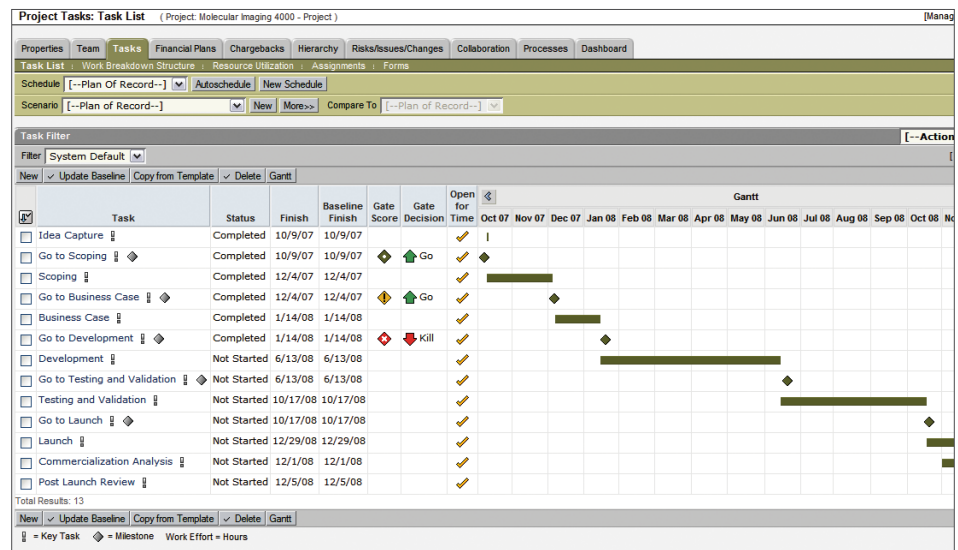 Project Tasks: Task List ( Project: Molecular Imaging 4000 - Project ) [Manag
Properties Team Tasks Financial Plans Chargebacks Hierarchy Risks/Issues/Changes Collaboration Processes Dashboard
Task List Work Breakdown Structure Resource Utilization Assignments Forms
Schedule [--Plan Of Record--] Autoschedule New Schedule
Scenario [--Plan of Record--] New More>> Compare To [--Plan of Record--]
Task Filter [--Action
Filter System Default [
New Update Baseline Copy from Template Delete Gantt
Task Status Finish Baseline Finish Gate Score Gate Decision Open for Time Gantt
Oct 07 Nov 07 Dec 07 Jan 08 Feb 08 Mar 08 Apr 08 May 08 Jun 08 Jul 08 Aug 08 Sep 08 Oct 08 No
Idea Capture Completed 10/9/07 10/9/07
Go to Scoping Completed 10/9/07 10/9/07 Go
Scoping Completed 12/4/07 12/4/07
Go to Business Case Completed 12/4/07 12/4/07 Go
Business Case Completed 1/14/08 1/14/08
Go to Development Completed 1/14/08 1/14/08 Kill
Development Not Started 6/13/08 6/13/08
Go to Testing and Validation Not Started 6/13/08 6/13/08
Testing and Validation Not Started 10/17/08 10/17/08
Go to Launch Not Started 10/17/08 10/17/08
Launch Not Started 12/29/08 12/29/08
Commercialization Analysis Not Started 12/1/08 12/1/08
Post Launch Review Not Started 12/5/08 12/5/08
Total Results: 13
New Update Baseline Copy from Template Delete Gantt
= Key Task = Milestone Work Effort = Hours